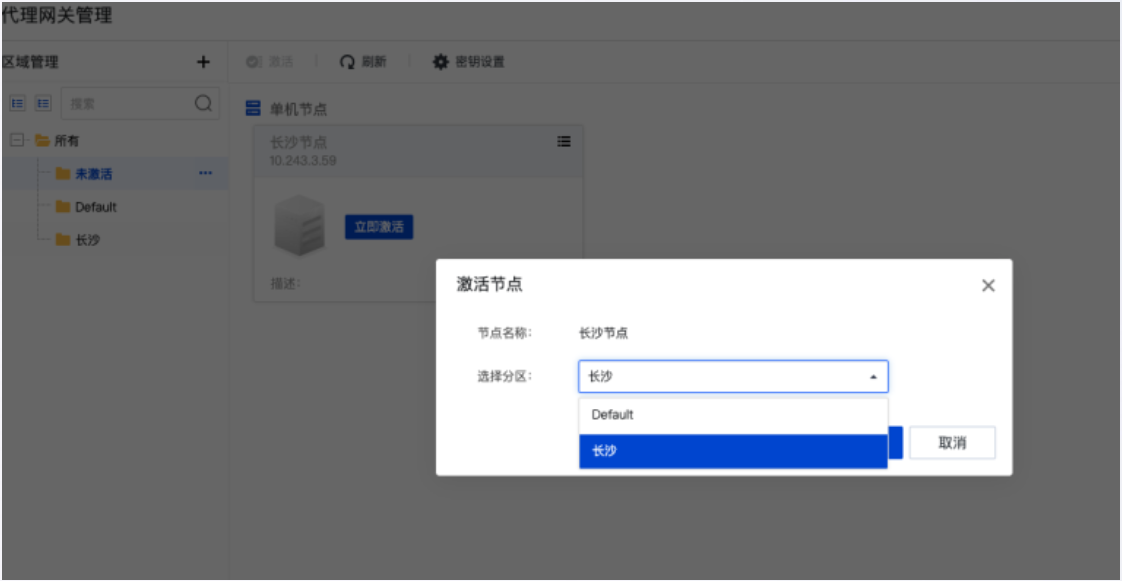 代理网关管理
区域管理
激活 刷新 密钥设置
搜索
所有
未激活
Default
长沙
单机节点
长沙节点
10.243.3.59
立即激活
描述:
激活节点
节点名称: 长沙节点
选择分区: 长沙
Default
长沙
取消